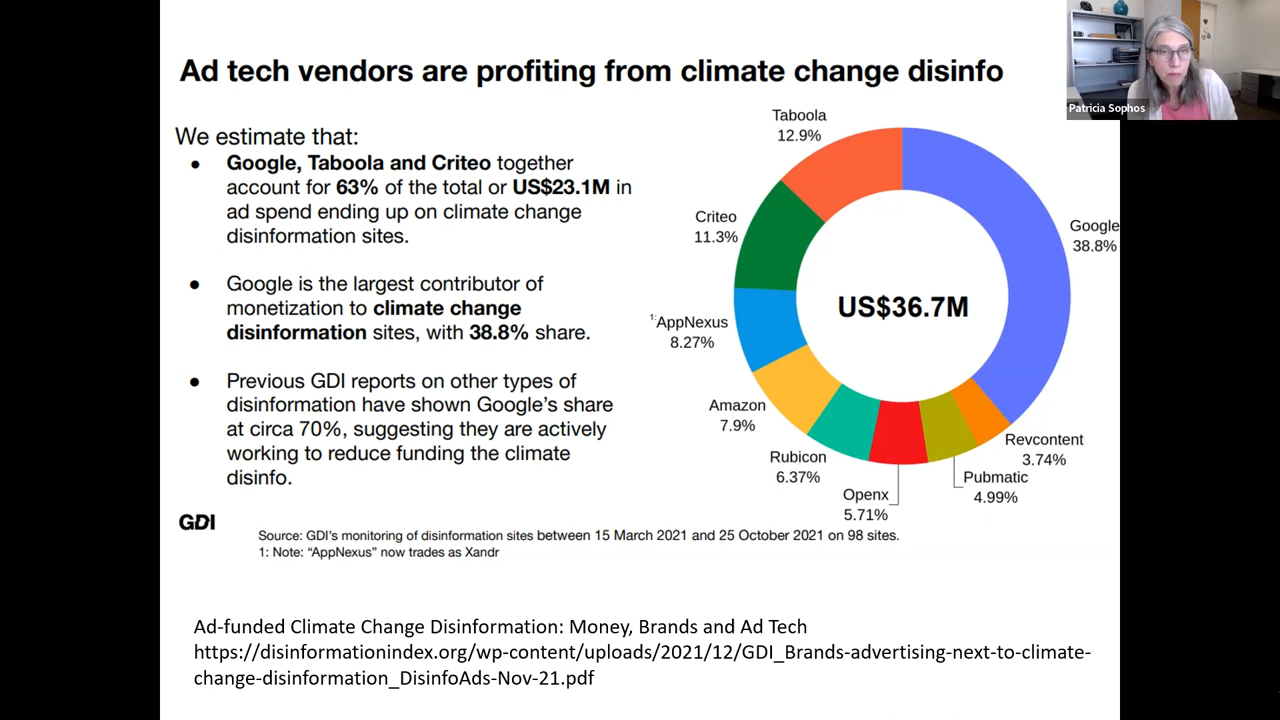 Ad tech vendors are profiting from climate change disinfo
Patricia Sophos
We estimate that:
● Google, Taboola and Criteo together
account for 63% of the total or US$23.1M in
ad spend ending up on climate change
disinformation sites.
● Google is the largest contributor of
monetization to climate change
disinformation sites, with 38.8% share.
● Previous GDI reports on other types of
disinformation have shown Google's share
at circa 70%, suggesting they are actively
working to reduce funding the climate
disinfo.
Taboola
12.9%
Google
38.8%
Criteo
11.3%
US$36.7M
1:AppNexus
8.27%
Amazon
7.9%
Rubicon
6.37%
Openx
5.71%
Pubmatic
4.99%
Revcontent
3.74%
GDI
Source: GDI's monitoring of disinformation sites between 15 March 2021 and 25 October 2021 on 98 sites.
1: Note: "AppNexus" now trades as Xandr
Ad-funded Climate Change Disinformation: Money, Brands and Ad Tech
https://disinformationindex.org/wp-content/uploads/2021/12/GDI_Brands-advertising-next-to-climate-
change-disinformation_DisinfoAds-Nov-21.pdf